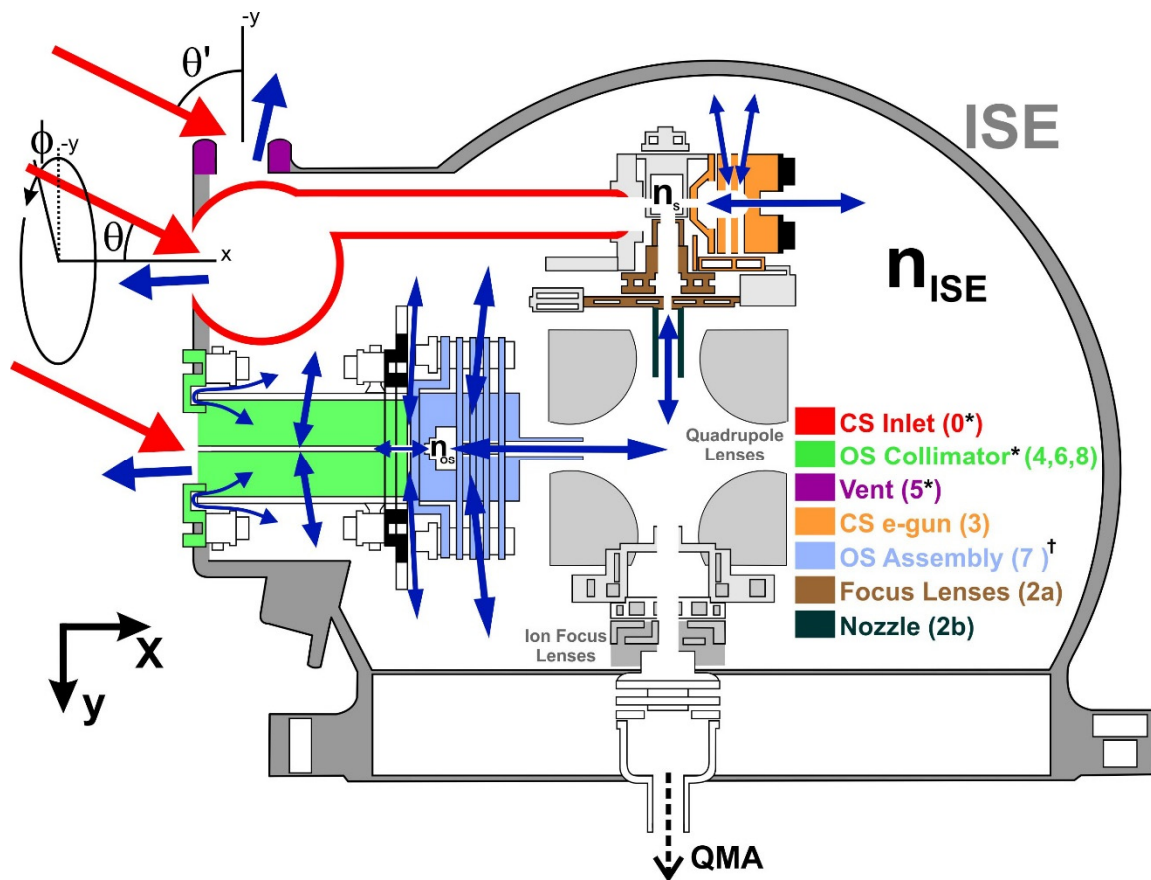 -y
θ'
ISE
ϕ
-y
θ
x
n_s
n_ISE
n_os
Quadrupole
Lenses
CS Inlet (0*)
OS Collimator* (4,6,8)
Vent (5*)
CS e-gun (3)
OS Assembly (7 )†
Focus Lenses (2a)
Nozzle (2b)
Ion Focus
Lenses
X
y
QMA